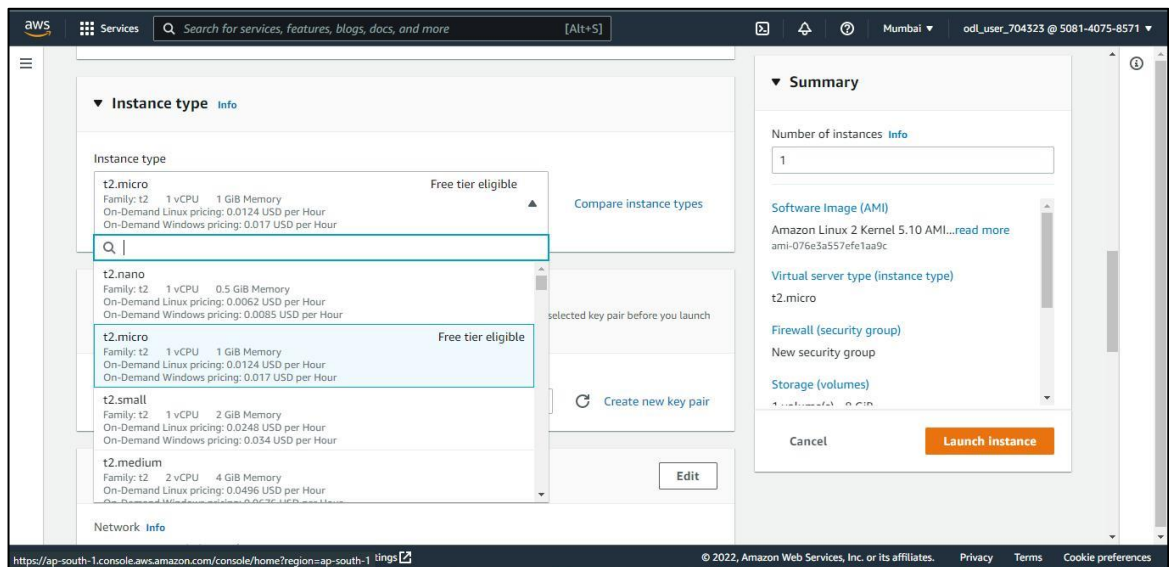 aws
Services
Search for services, features, blogs, docs, and more
[Alt+S]
Mumbai ▼
odl_user_704323 @ 5081-4075-8571 ▼
▼ Instance type Info
Instance type
t2.micro Free tier eligible
Family: t2 1 vCPU 1 GiB Memory
On-Demand Linux pricing: 0.0124 USD per Hour
On-Demand Windows pricing: 0.017 USD per Hour
Compare instance types
t2.nano
Family: t2 1 vCPU 0.5 GiB Memory
On-Demand Linux pricing: 0.0062 USD per Hour
On-Demand Windows pricing: 0.0085 USD per Hour
selected key pair before you launch
t2.micro Free tier eligible
Family: t2 1 vCPU 1 GiB Memory
On-Demand Linux pricing: 0.0124 USD per Hour
On-Demand Windows pricing: 0.017 USD per Hour
t2.small
Family: t2 1 vCPU 2 GiB Memory
On-Demand Linux pricing: 0.0248 USD per Hour
On-Demand Windows pricing: 0.034 USD per Hour
Create new key pair
t2.medium
Family: t2 2 vCPU 4 GiB Memory
On-Demand Linux pricing: 0.0496 USD per Hour
Edit
Network Info
▼ Summary
Number of instances Info
1
Software Image (AMI)
Amazon Linux 2 Kernel 5.10 AMI...read more
ami-076e3a557efe1aa9c
Virtual server type (instance type)
t2.micro
Firewall (security group)
New security group
Storage (volumes)
Cancel
Launch instance
https://ap-south-1.console.aws.amazon.com/console/home?region=ap-south-1 tings
© 2022, Amazon Web Services, Inc. or its affiliates. Privacy Terms Cookie preferences